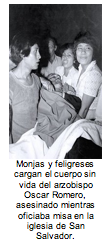 Monjas y feligreses
cargan el cuerpo sin
vida del arzobispo
Oscar Romero,
asesinado mientras
oficiaba misa en la
iglesia de San
Salvador.